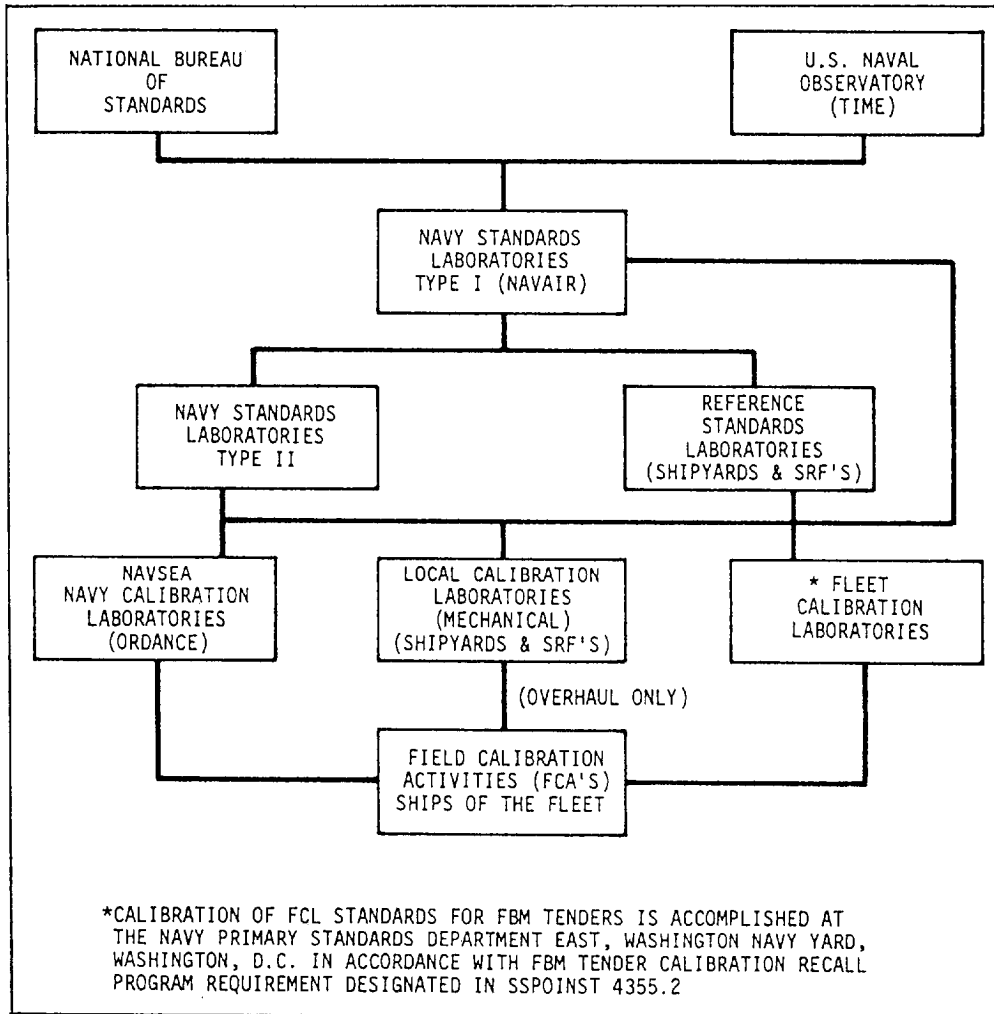 NATIONAL BUREAU
OF
STANDARDS
U.S. NAVAL
OBSERVATORY
(TIME)
NAVY STANDARDS
LABORATORIES
TYPE I (NAVAIR)
NAVY STANDARDS
LABORATORIES
TYPE II
REFERENCE
STANDARDS
LABORATORIES
(SHIPYARDS & SRF'S)
NAVSEA
NAVY CALIBRATION
LABORATORIES
(ORDANCE)
LOCAL CALIBRATION
LABORATORIES
(MECHANICAL)
(SHIPYARDS & SRF'S)
* FLEET
CALIBRATION
LABORATORIES
(OVERHAUL ONLY)
FIELD CALIBRATION
ACTIVITIES (FCA'S)
SHIPS OF THE FLEET
*CALIBRATION OF FCL STANDARDS FOR FBM TENDERS IS ACCOMPLISHED AT
THE NAVY PRIMARY STANDARDS DEPARTMENT EAST, WASHINGTON NAVY YARD,
WASHINGTON, D.C. IN ACCORDANCE WITH FBM TENDER CALIBRATION RECALL
PROGRAM REQUIREMENT DESIGNATED IN SSPOINST 4355.2